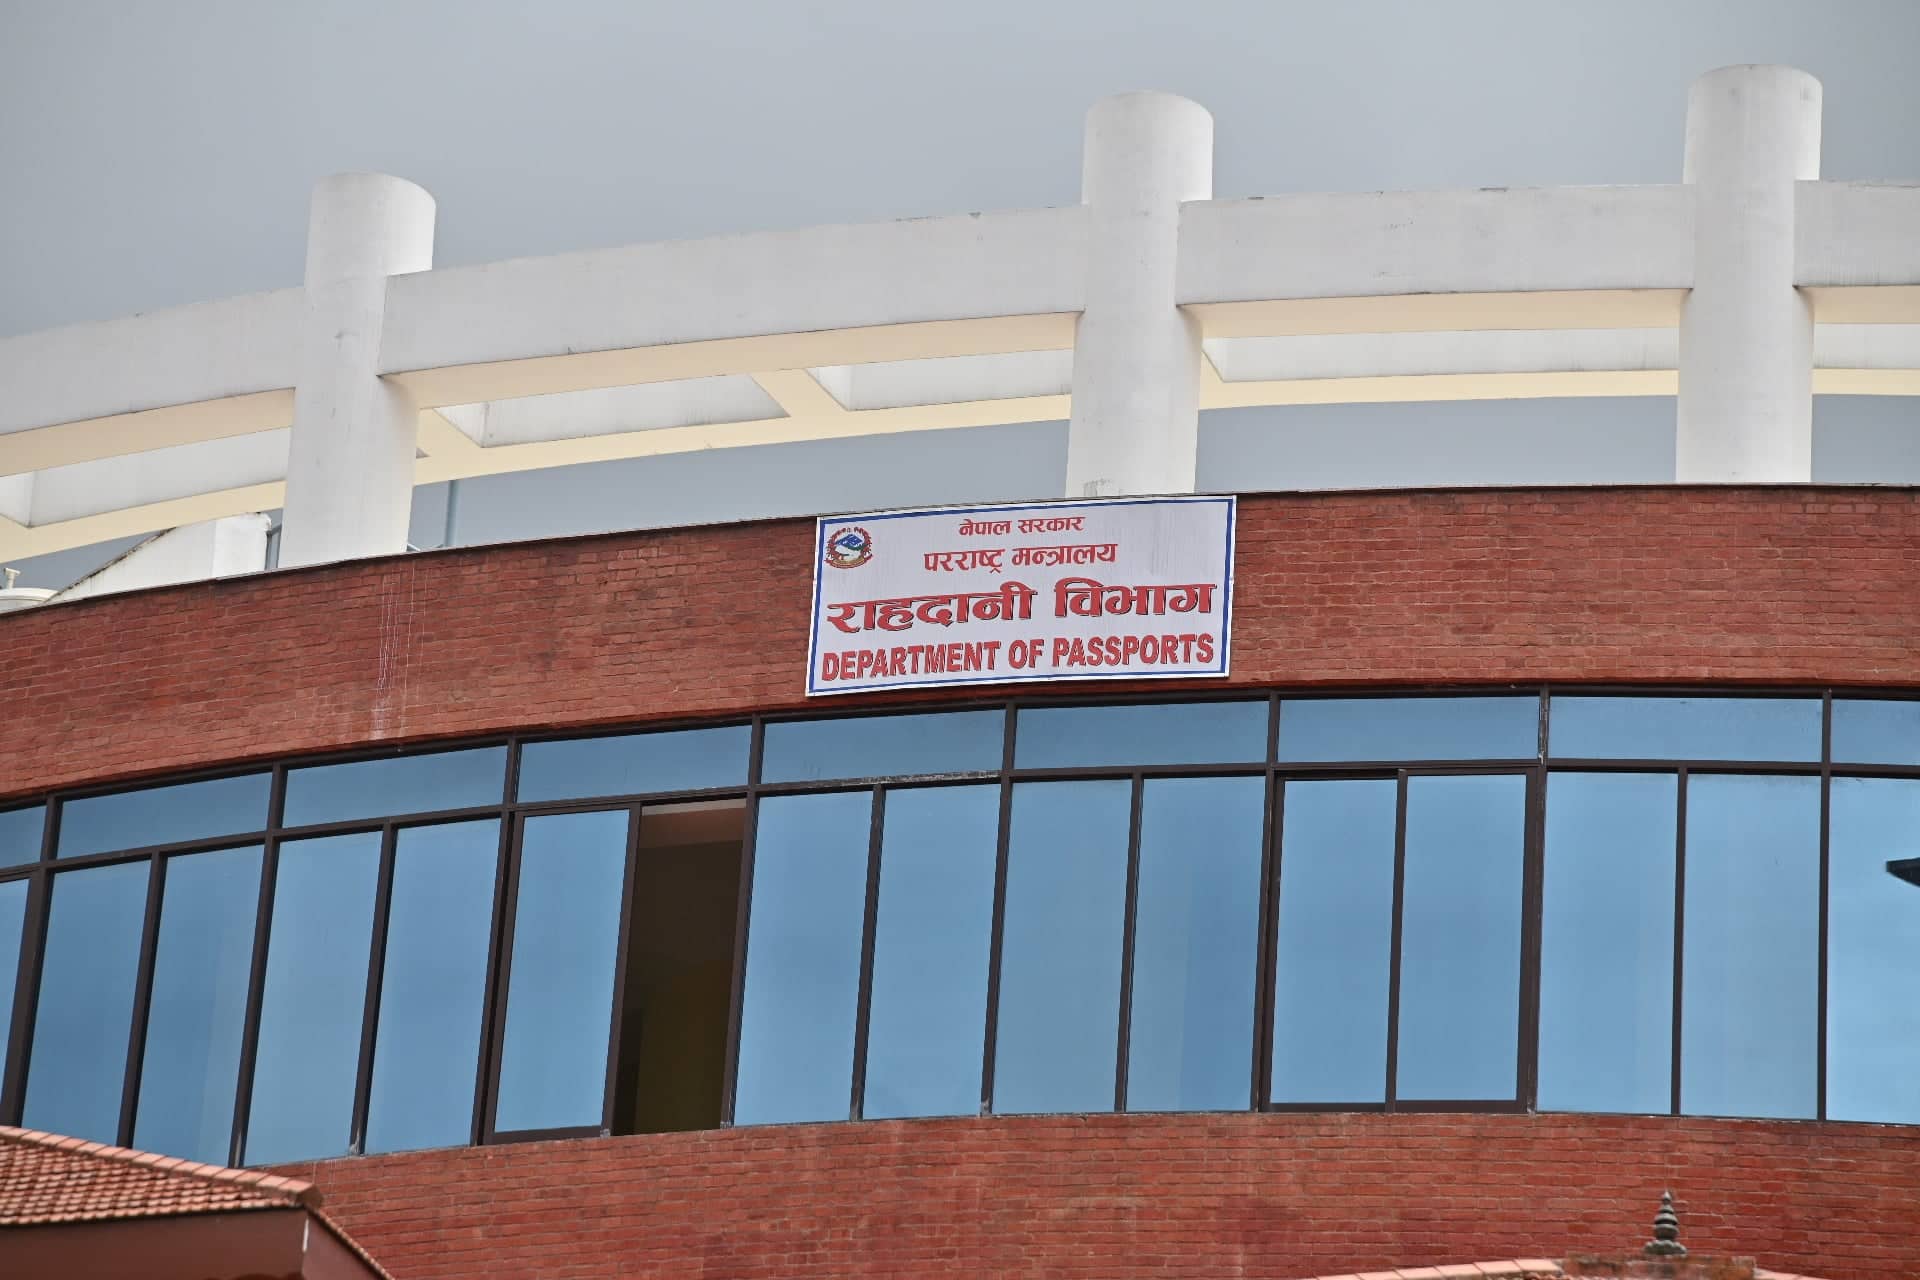 नेपाल सरकार
परराष्ट्र मन्त्रालय
राहदानी विभाग
DEPARTMENT OF PASSPORTS